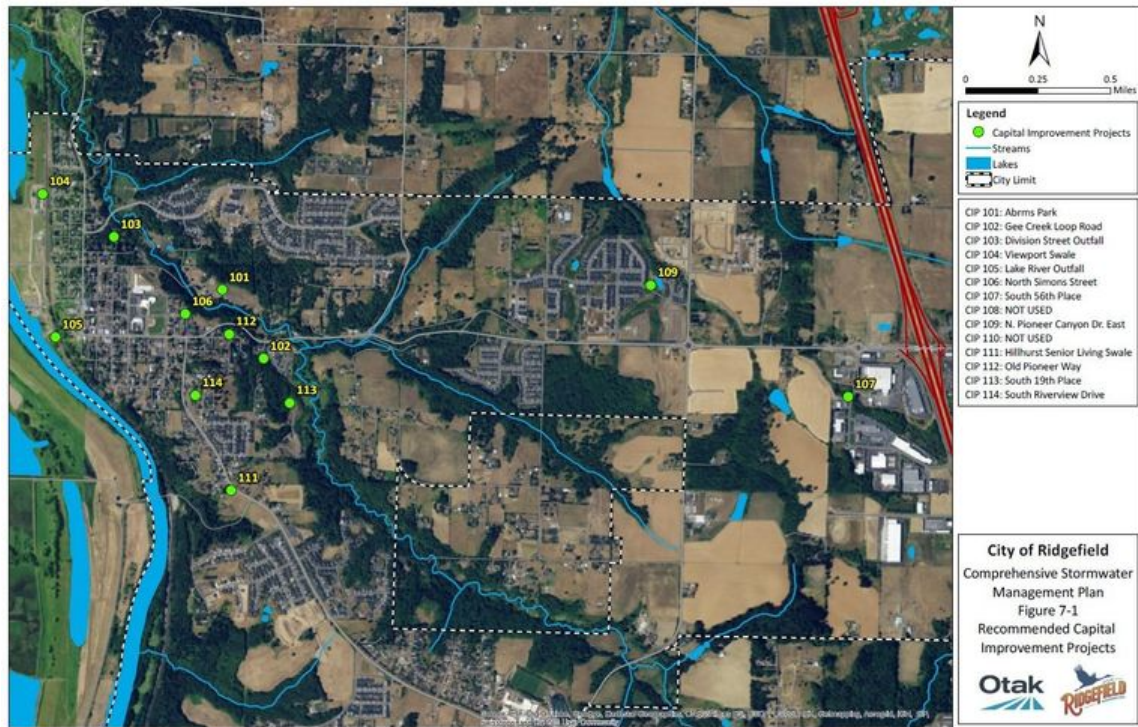 N
0 0.25 0.5
Miles
Legend
Capital Improvement Projects
Streams
Lakes
City Limit
CIP 101: Abrms Park
CIP 102: Gee Creek Loop Road
CIP 103: Division Street Outfall
CIP 104: Viewport Swale
CIP 105: Lake River Outfall
CIP 106: North Simons Street
CIP 107: South 56th Place
CIP 108: NOT USED
CIP 109: N. Pioneer Canyon Dr. East
CIP 110: NOT USED
CIP 111: Hillhurst Senior Living Swale
CIP 112: Old Pioneer Way
CIP 113: South 19th Place
CIP 114: South Riverview Drive
104
103
101
109
106
112
105
102
107
114
113
111
City of Ridgefield
Comprehensive Stormwater
Management Plan
Figure 7-1
Recommended Capital
Improvement Projects
Otak
RIDGEFIELD